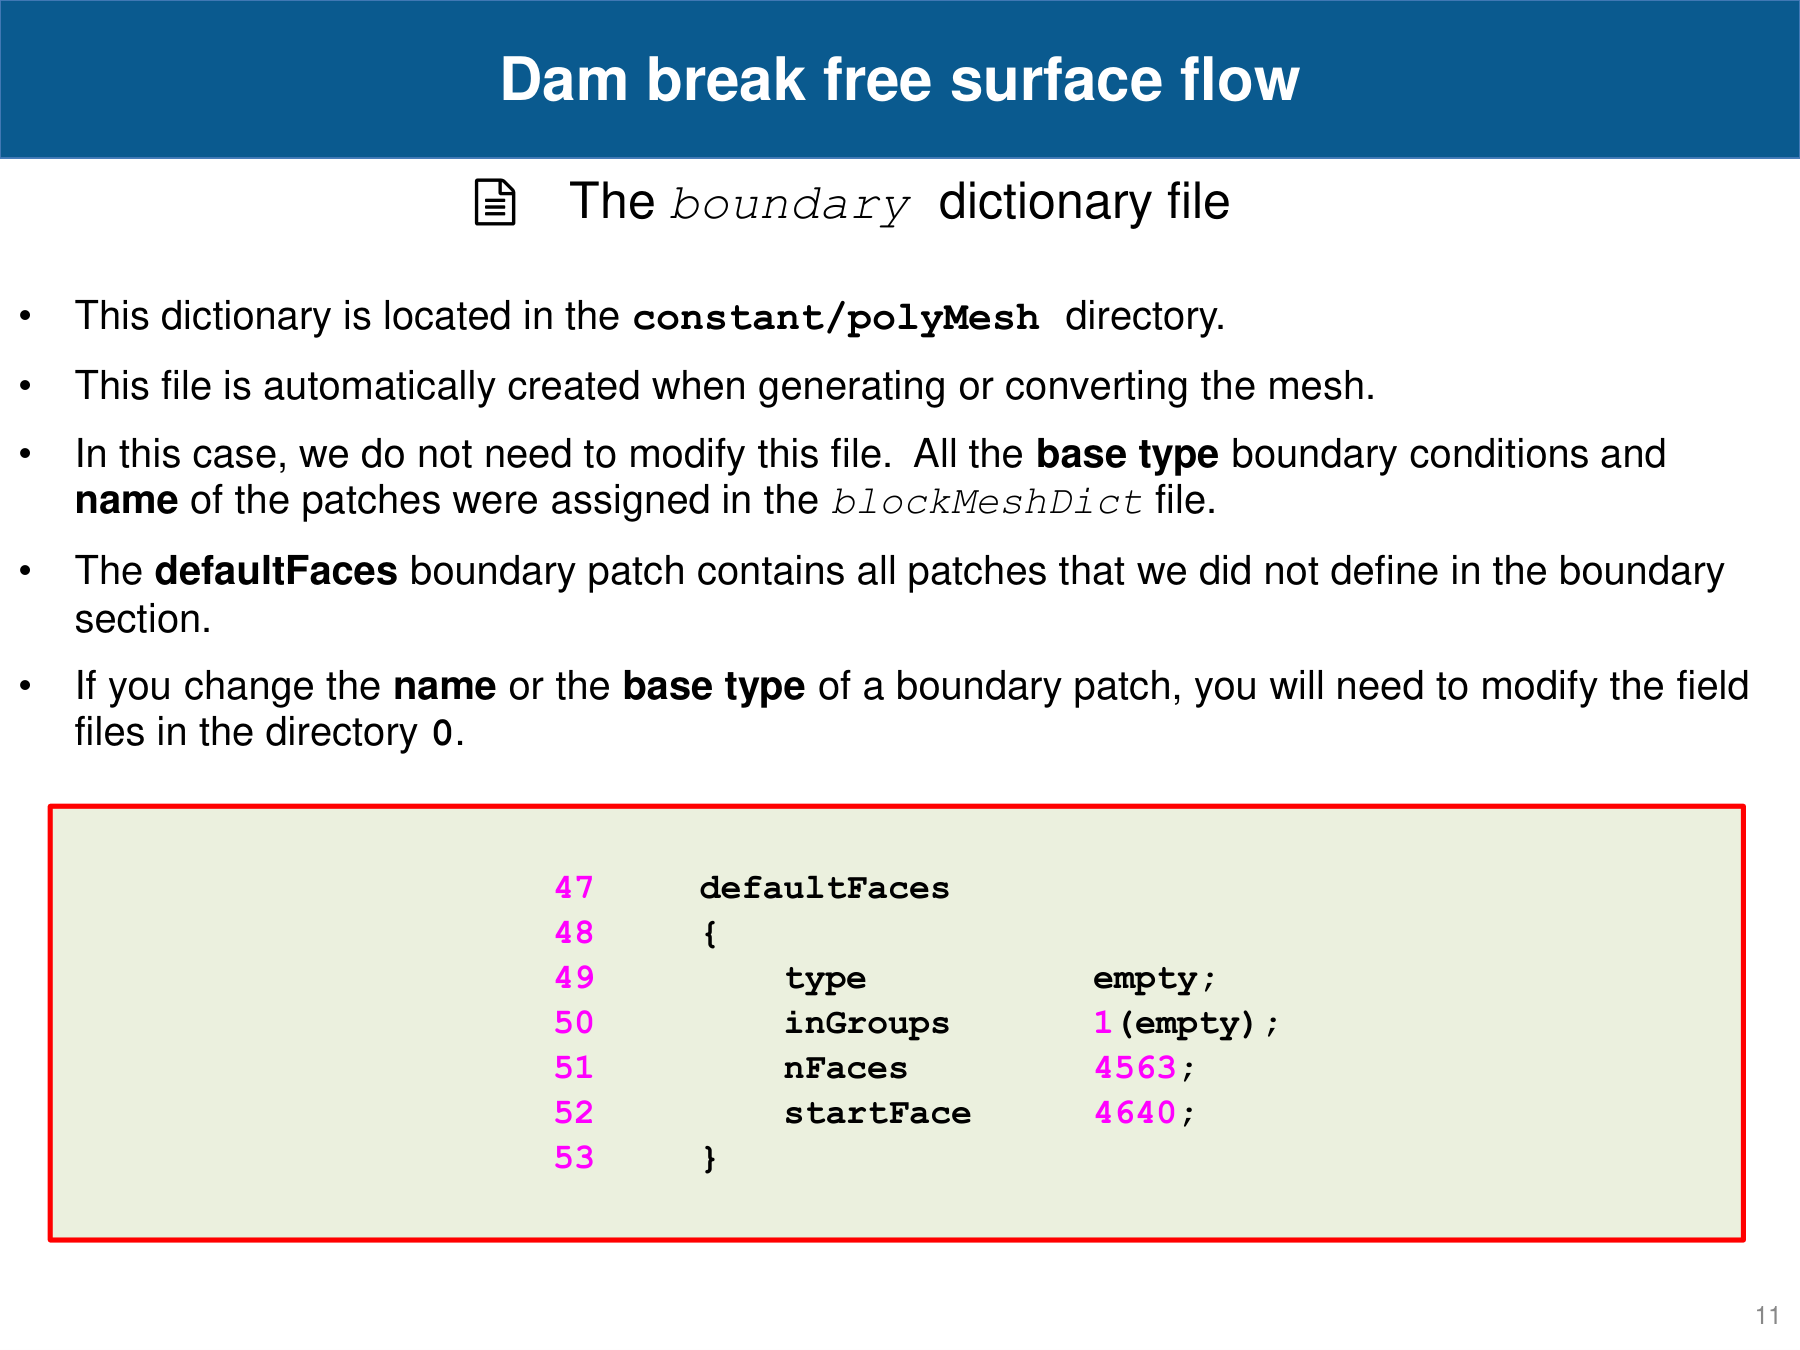 Dam break free surface flow
The boundary dictionary file
• This dictionary is located in the constant/polyMesh directory.
• This file is automatically created when generating or converting the mesh.
• In this case, we do not need to modify this file. All the base type boundary conditions and
name of the patches were assigned in the blockMeshDict file.
• The defaultFaces boundary patch contains all patches that we did not define in the boundary
section.
• If you change the name or the base type of a boundary patch, you will need to modify the field
files in the directory 0.
47 defaultFaces
48 {
49 type empty;
50 inGroups 1(empty);
51 nFaces 4563;
52 startFace 4640;
53 }
11